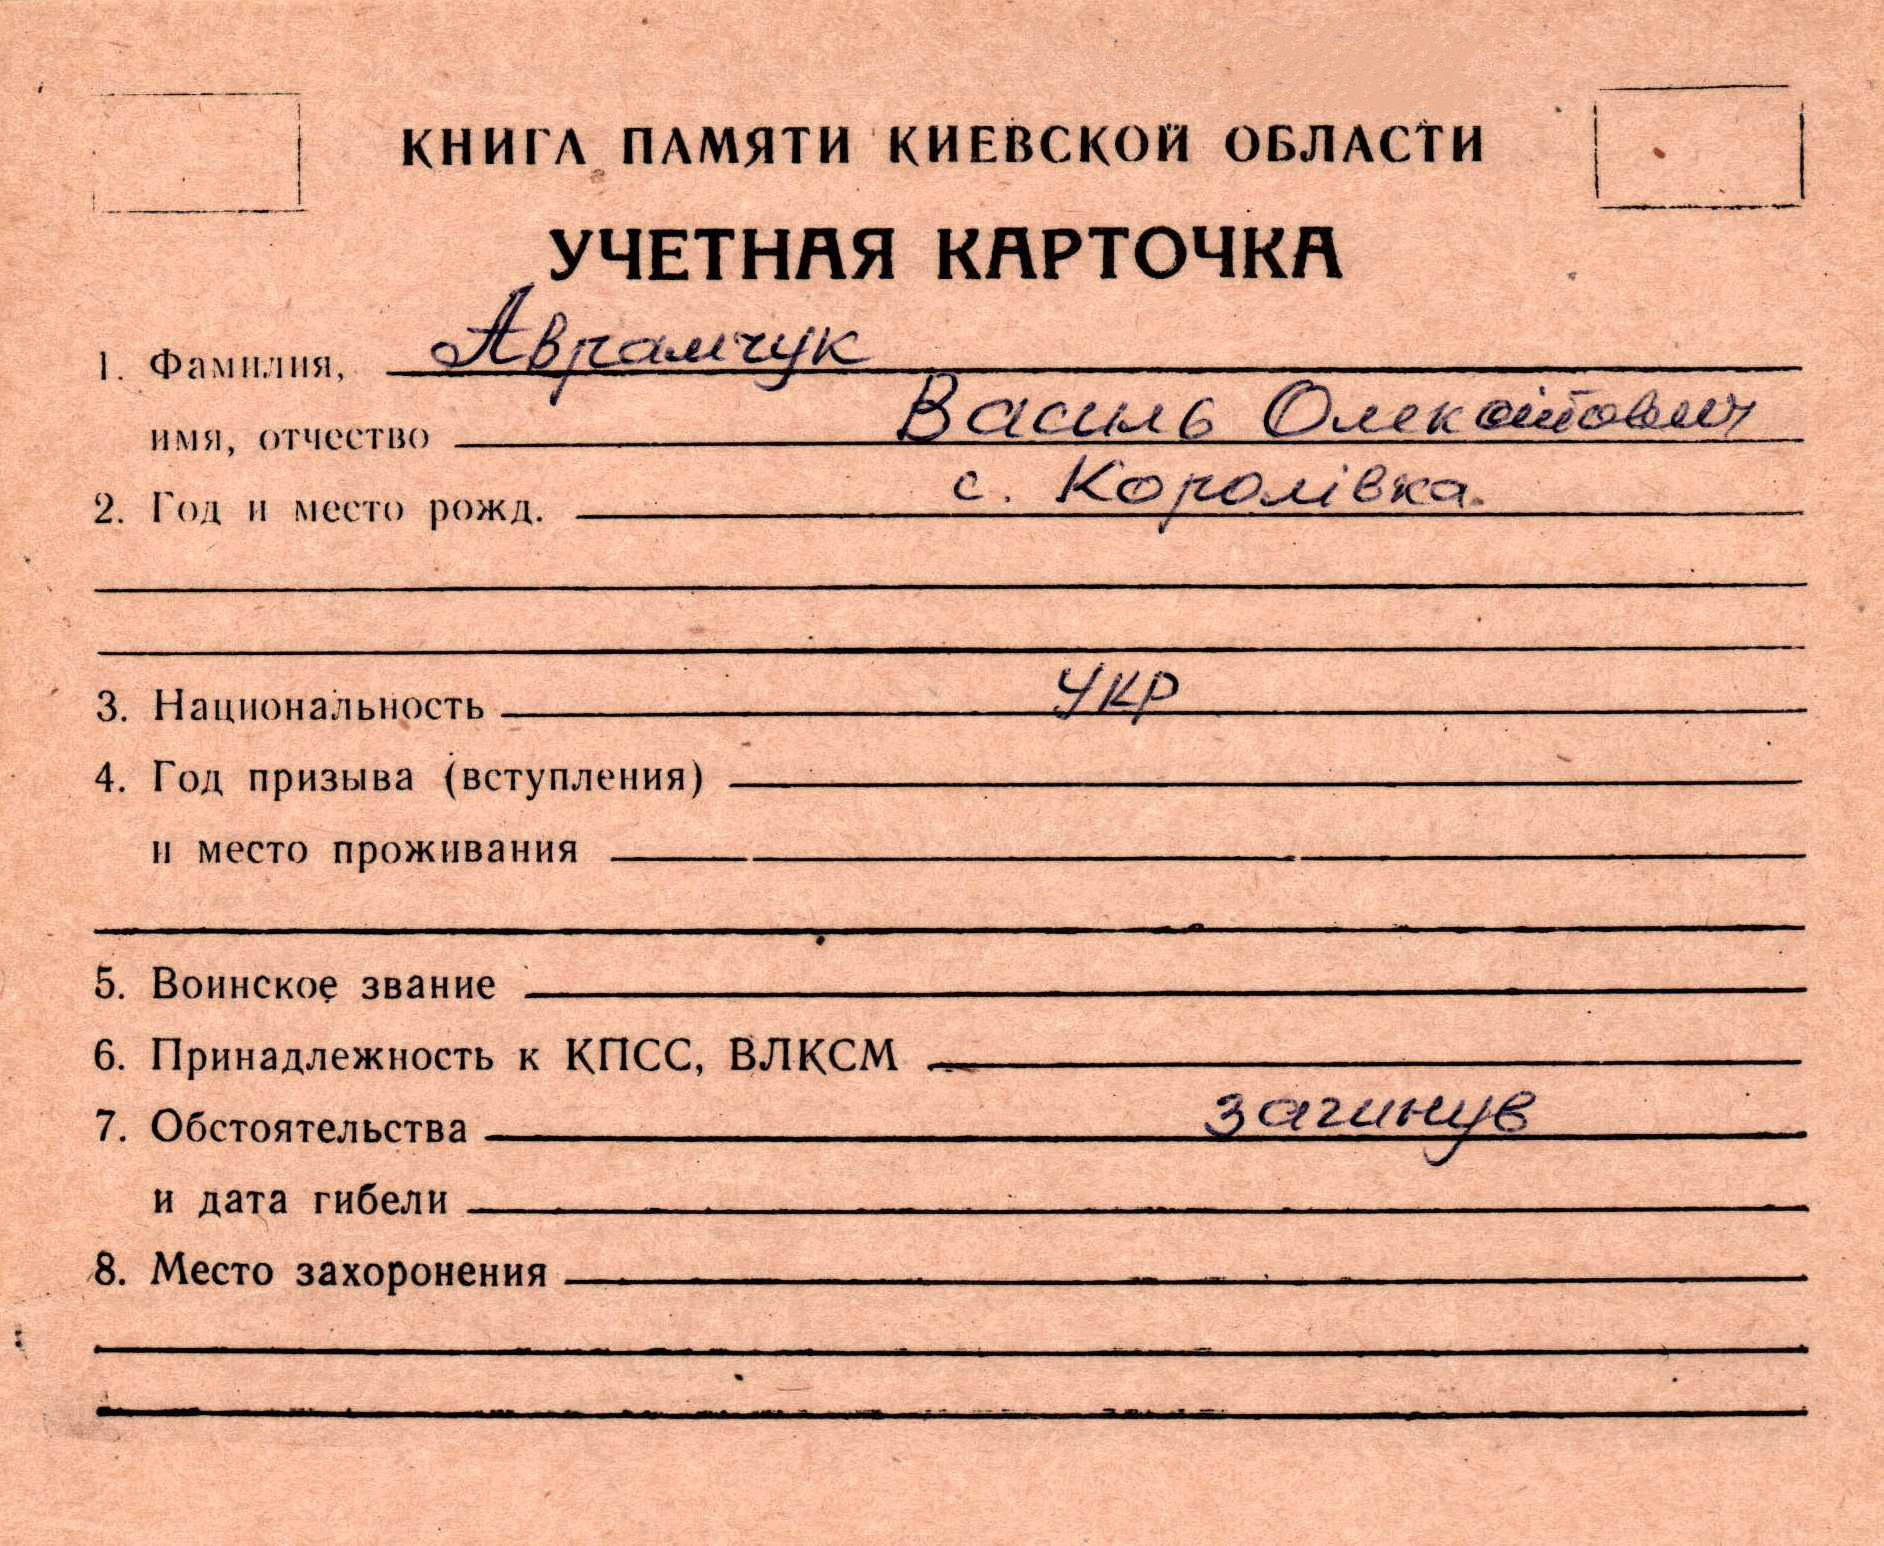 КНИГА ПАМЯТИ КИЕВСКОЙ ОБЛАСТИ
УЧЕТНАЯ КАРТОЧКА
1. Фамилия, Аврамчук
имя, отчество Василь
2. Год и место рожд. с. Королівка.
3. Национальность Укр
4. Год призыва (вступления)
и место проживания
5. Воинское звание
6. Принадлежность к КПСС, ВЛКСМ
7. Обстоятельства загинув
и дата гибели
8. Место захоронения